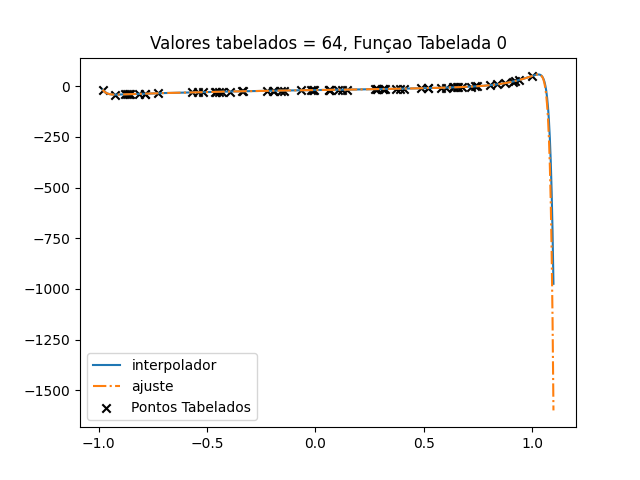 Valores tabelados = 64, Funçao Tabelada 0
0
−250
−500
−750
−1000
−1250
−1500
interpolador
ajuste
Pontos Tabelados
−1.0 −0.5 0.0 0.5 1.0